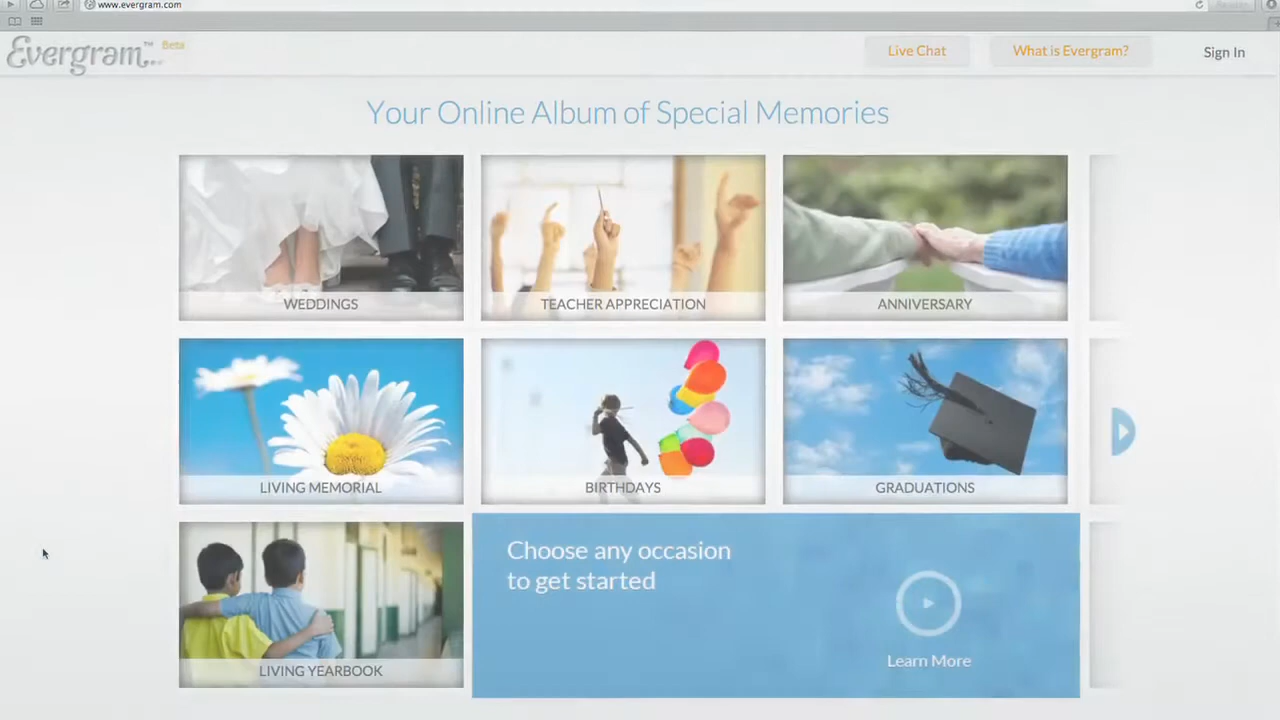 www.evergram.com
Evergram™ Beta
Live Chat
What is Evergram?
Sign In
Your Online Album of Special Memories
WEDDINGS
TEACHER APPRECIATION
ANNIVERSARY
LIVING MEMORIAL
BIRTHDAYS
GRADUATIONS
LIVING YEARBOOK
Choose any occasion
to get started
Learn More